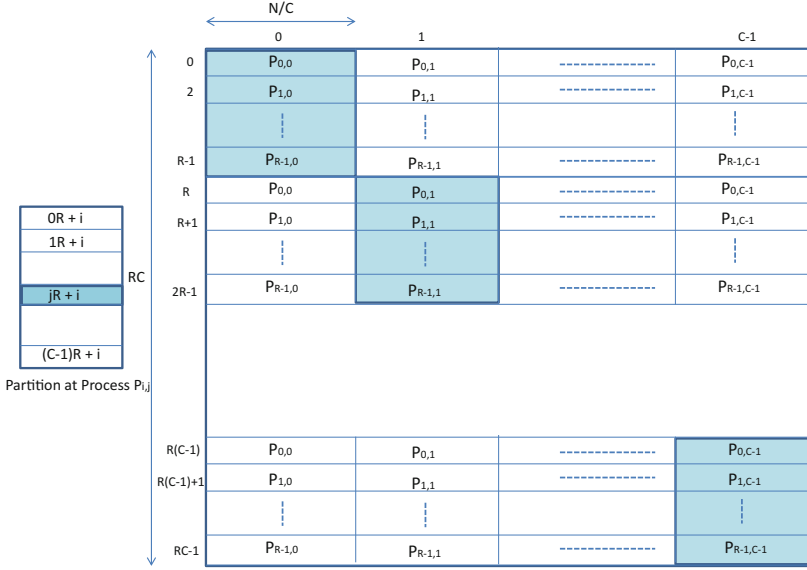 N/C
0 1 C-1
0 P0,0 P0,1 P0,C-1
2 P1,0 P1,1 P1,C-1
R-1 PR-1,0 PR-1,1 PR-1,C-1
R P0,0 P0,1 P0,C-1
R+1 P1,0 P1,1 P1,C-1
2R-1 PR-1,0 PR-1,1 PR-1,C-1
RC
0R + i
1R + i
jR + i
(C-1)R + i
Partition at Process Pi,j
R(C-1) P0,0 P0,1 P0,C-1
R(C-1)+1 P1,0 P1,1 P1,C-1
RC-1 PR-1,0 PR-1,1 PR-1,C-1